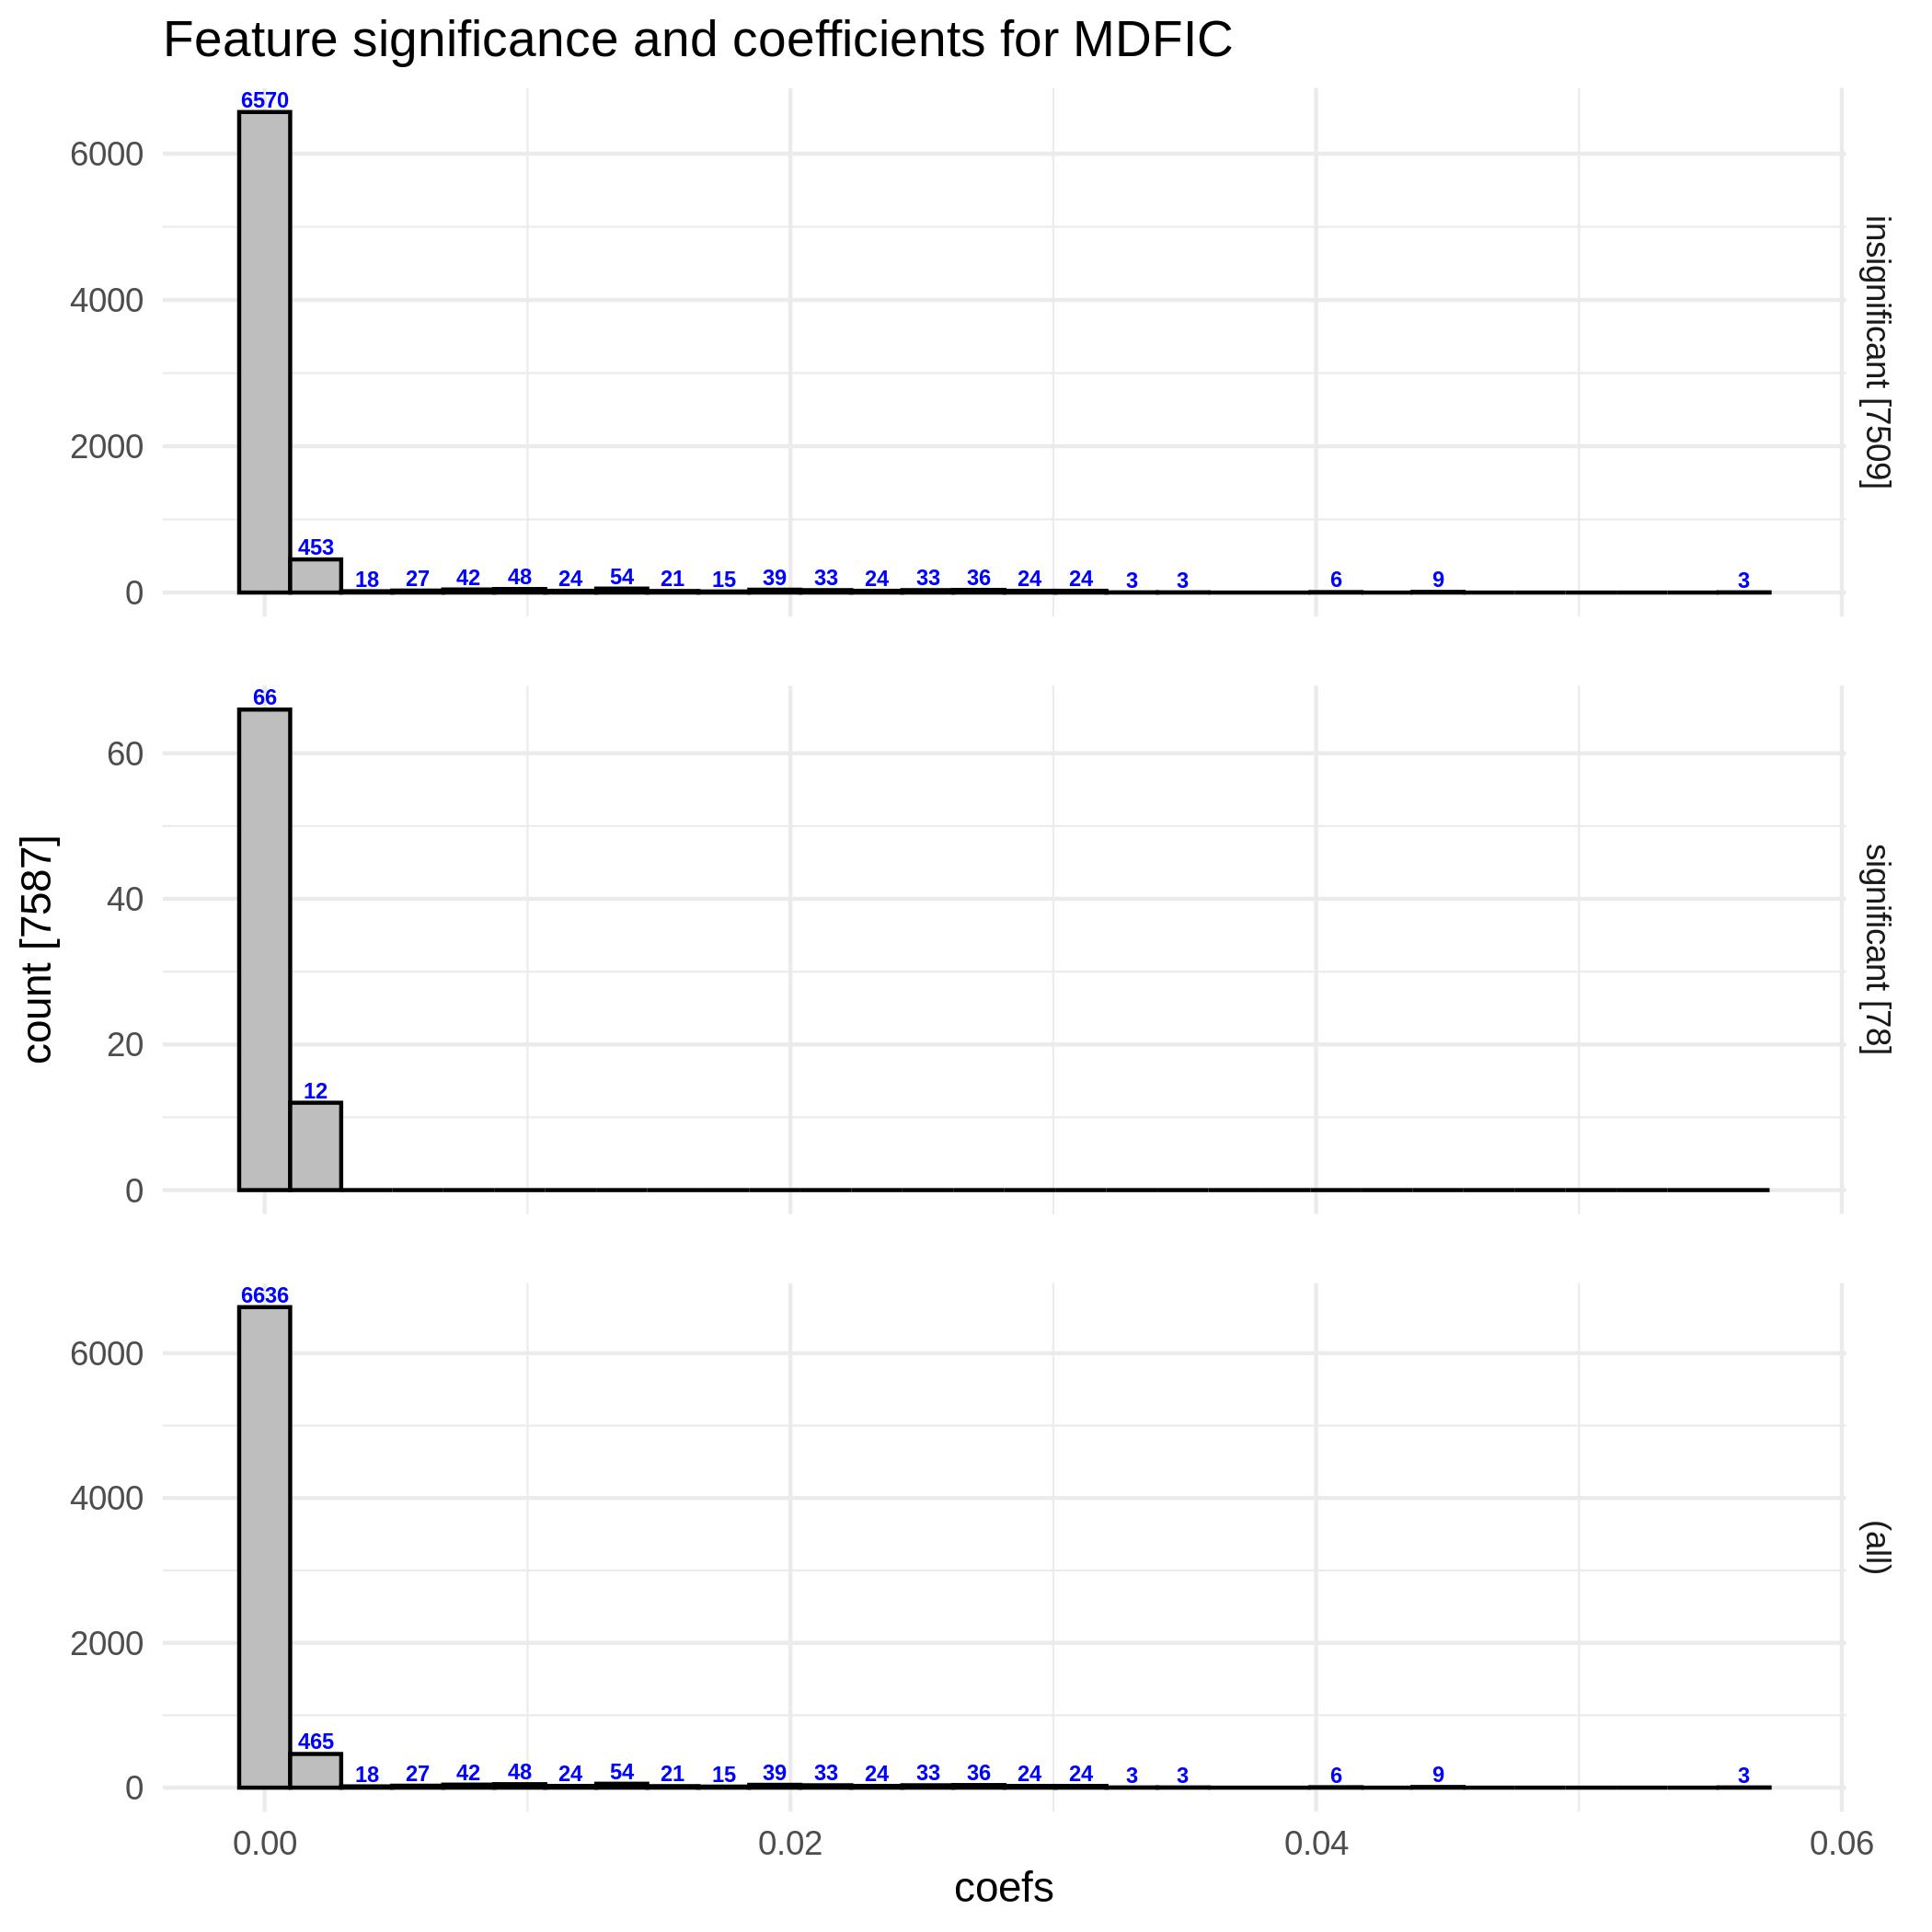 Feature significance and coefficients for MDFIC
count [7587]
6570
6000
4000
2000
453
18 27 42 48 24 54 21 15 39 33 24 33 36 24 24 3 3 6 9 3
0
insignificant [7509]
66
60
40
20
12
0
significant [78]
6636
6000
4000
2000
465
18 27 42 48 24 54 21 15 39 33 24 33 36 24 24 3 3 6 9 3
0
(all)
0.00 0.02 0.04 0.06
coefs